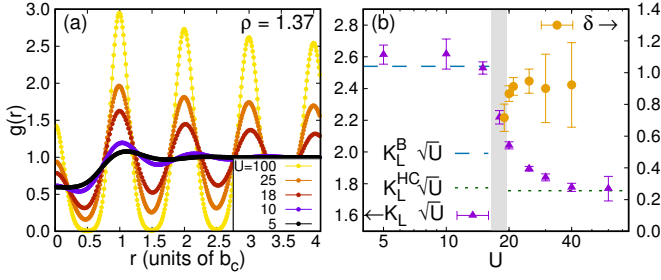 (a)
ρ = 1.37
g(r)
3.0
2.5
2.0
1.5
1.0
0.5
0.0
U=100
25
18
10
5
0 0.5 1 1.5 2 2.5 3 3.5 4
r (units of b_c)
(b)
δ →
2.8
2.6
2.4
2.2
2.0
1.8
1.6
K_L^B √U
K_L^HC √U
← K_L √U
1.4
1.2
1.0
0.8
0.6
0.4
0.2
0.0
5 10 20 40
U